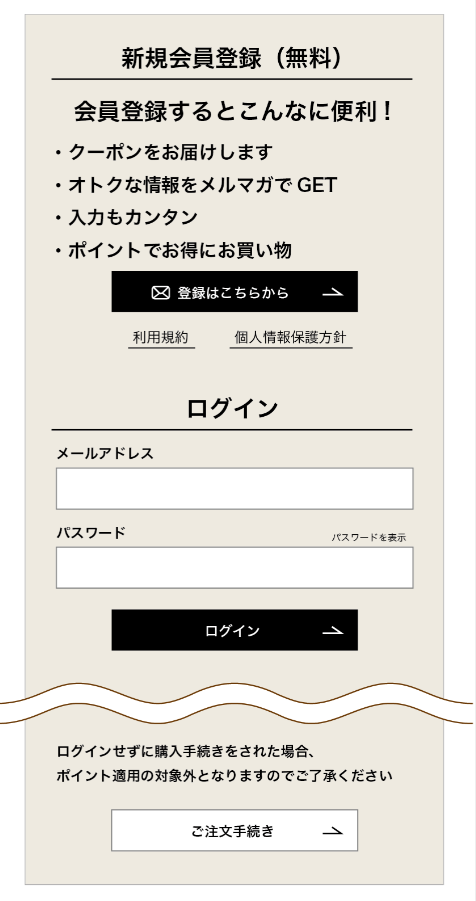 新規会員登録（無料）
会員登録するとこんなに便利！
・クーポンをお届けします
・オトクな情報をメルマガで GET
・入力もカンタン
・ポイントでお得にお買い物
登録はこちらから
利用規約 個人情報保護方針
ログイン
メールアドレス
パスワード パスワードを表示
ログイン
ログインせずに購入手続きをされた場合、
ポイント適用の対象外となりますのでご了承ください
ご注文手続き